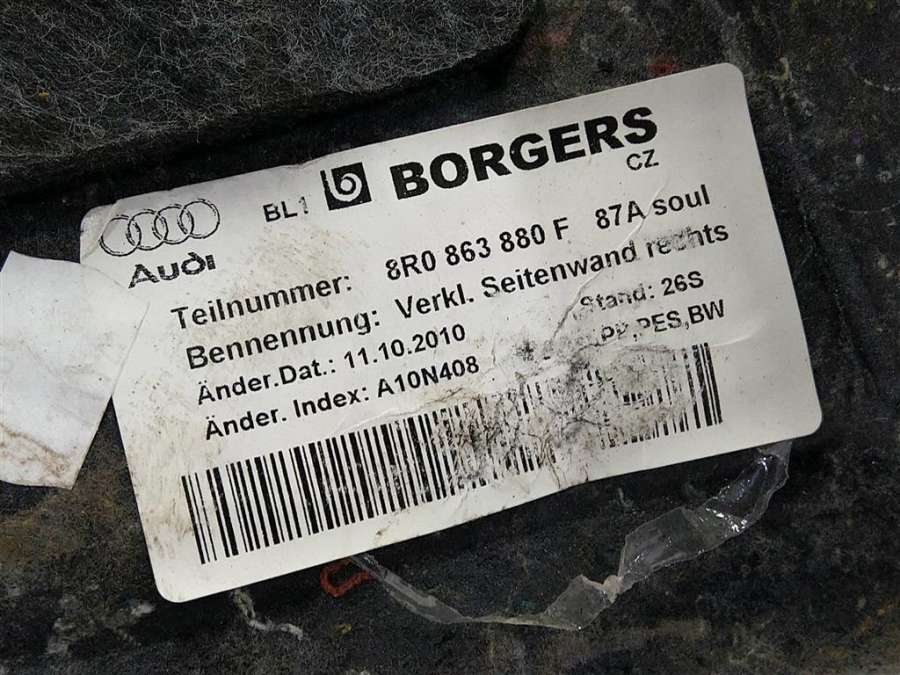 Audi
BL1 BORGERS
CZ
Teilnummer: 8R0 863 880 F 87A soul
Bennennung: Verkl. Seitenwand rechts
Änder.Dat.: 11.10.2010 Stand: 26S
Änder. Index: A10N408 PP,PES,BW